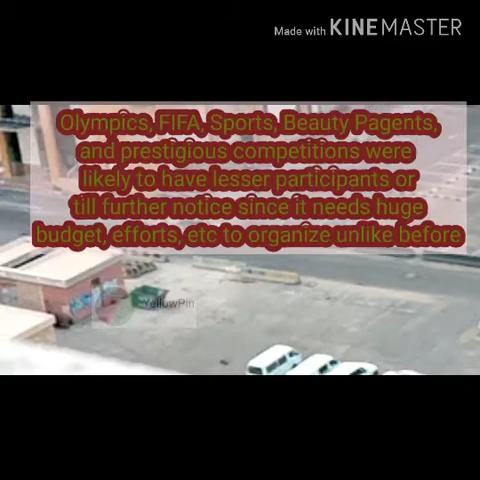 Made with KINEMASTER
Olympics, FIFA, Sports, Beauty Pagents,
and prestigious competitions were
likely to have lesser participants or
till further notice since it needs huge
budget, efforts, etc to organize unlike before
YellowPin